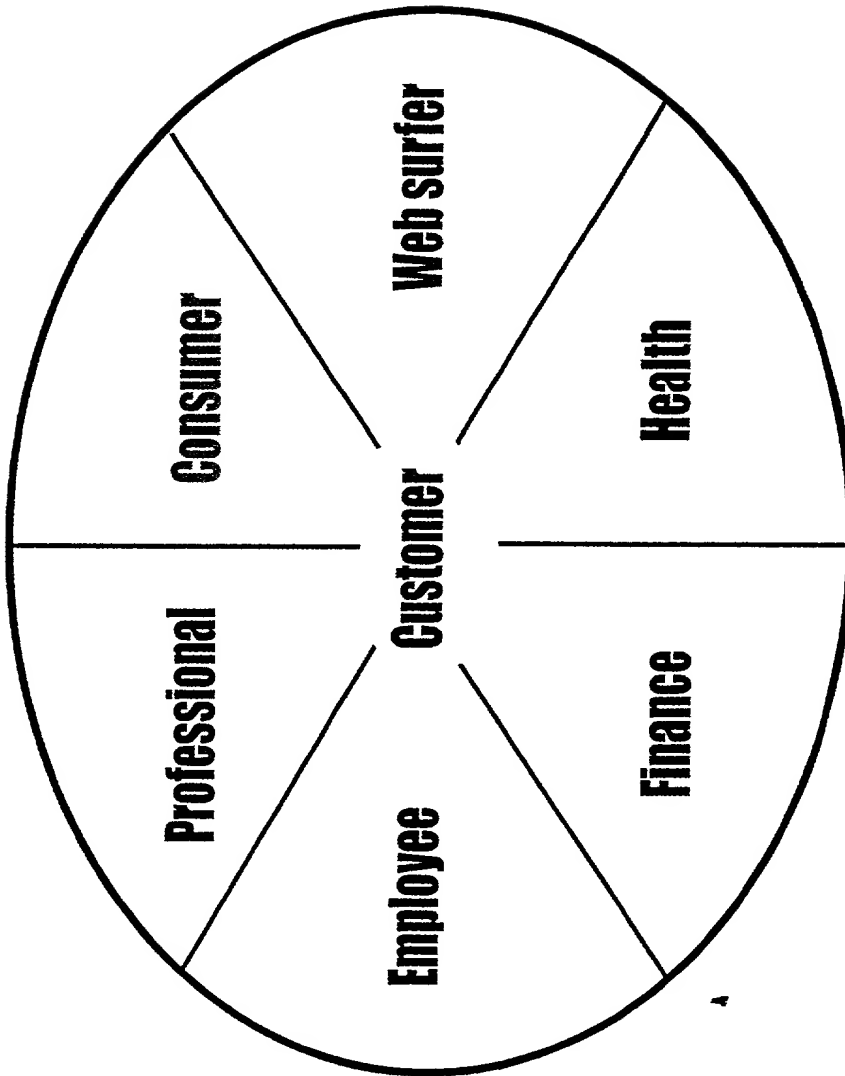 Professional
Consumer
Employee
Customer
Web surfer
Finance
Health